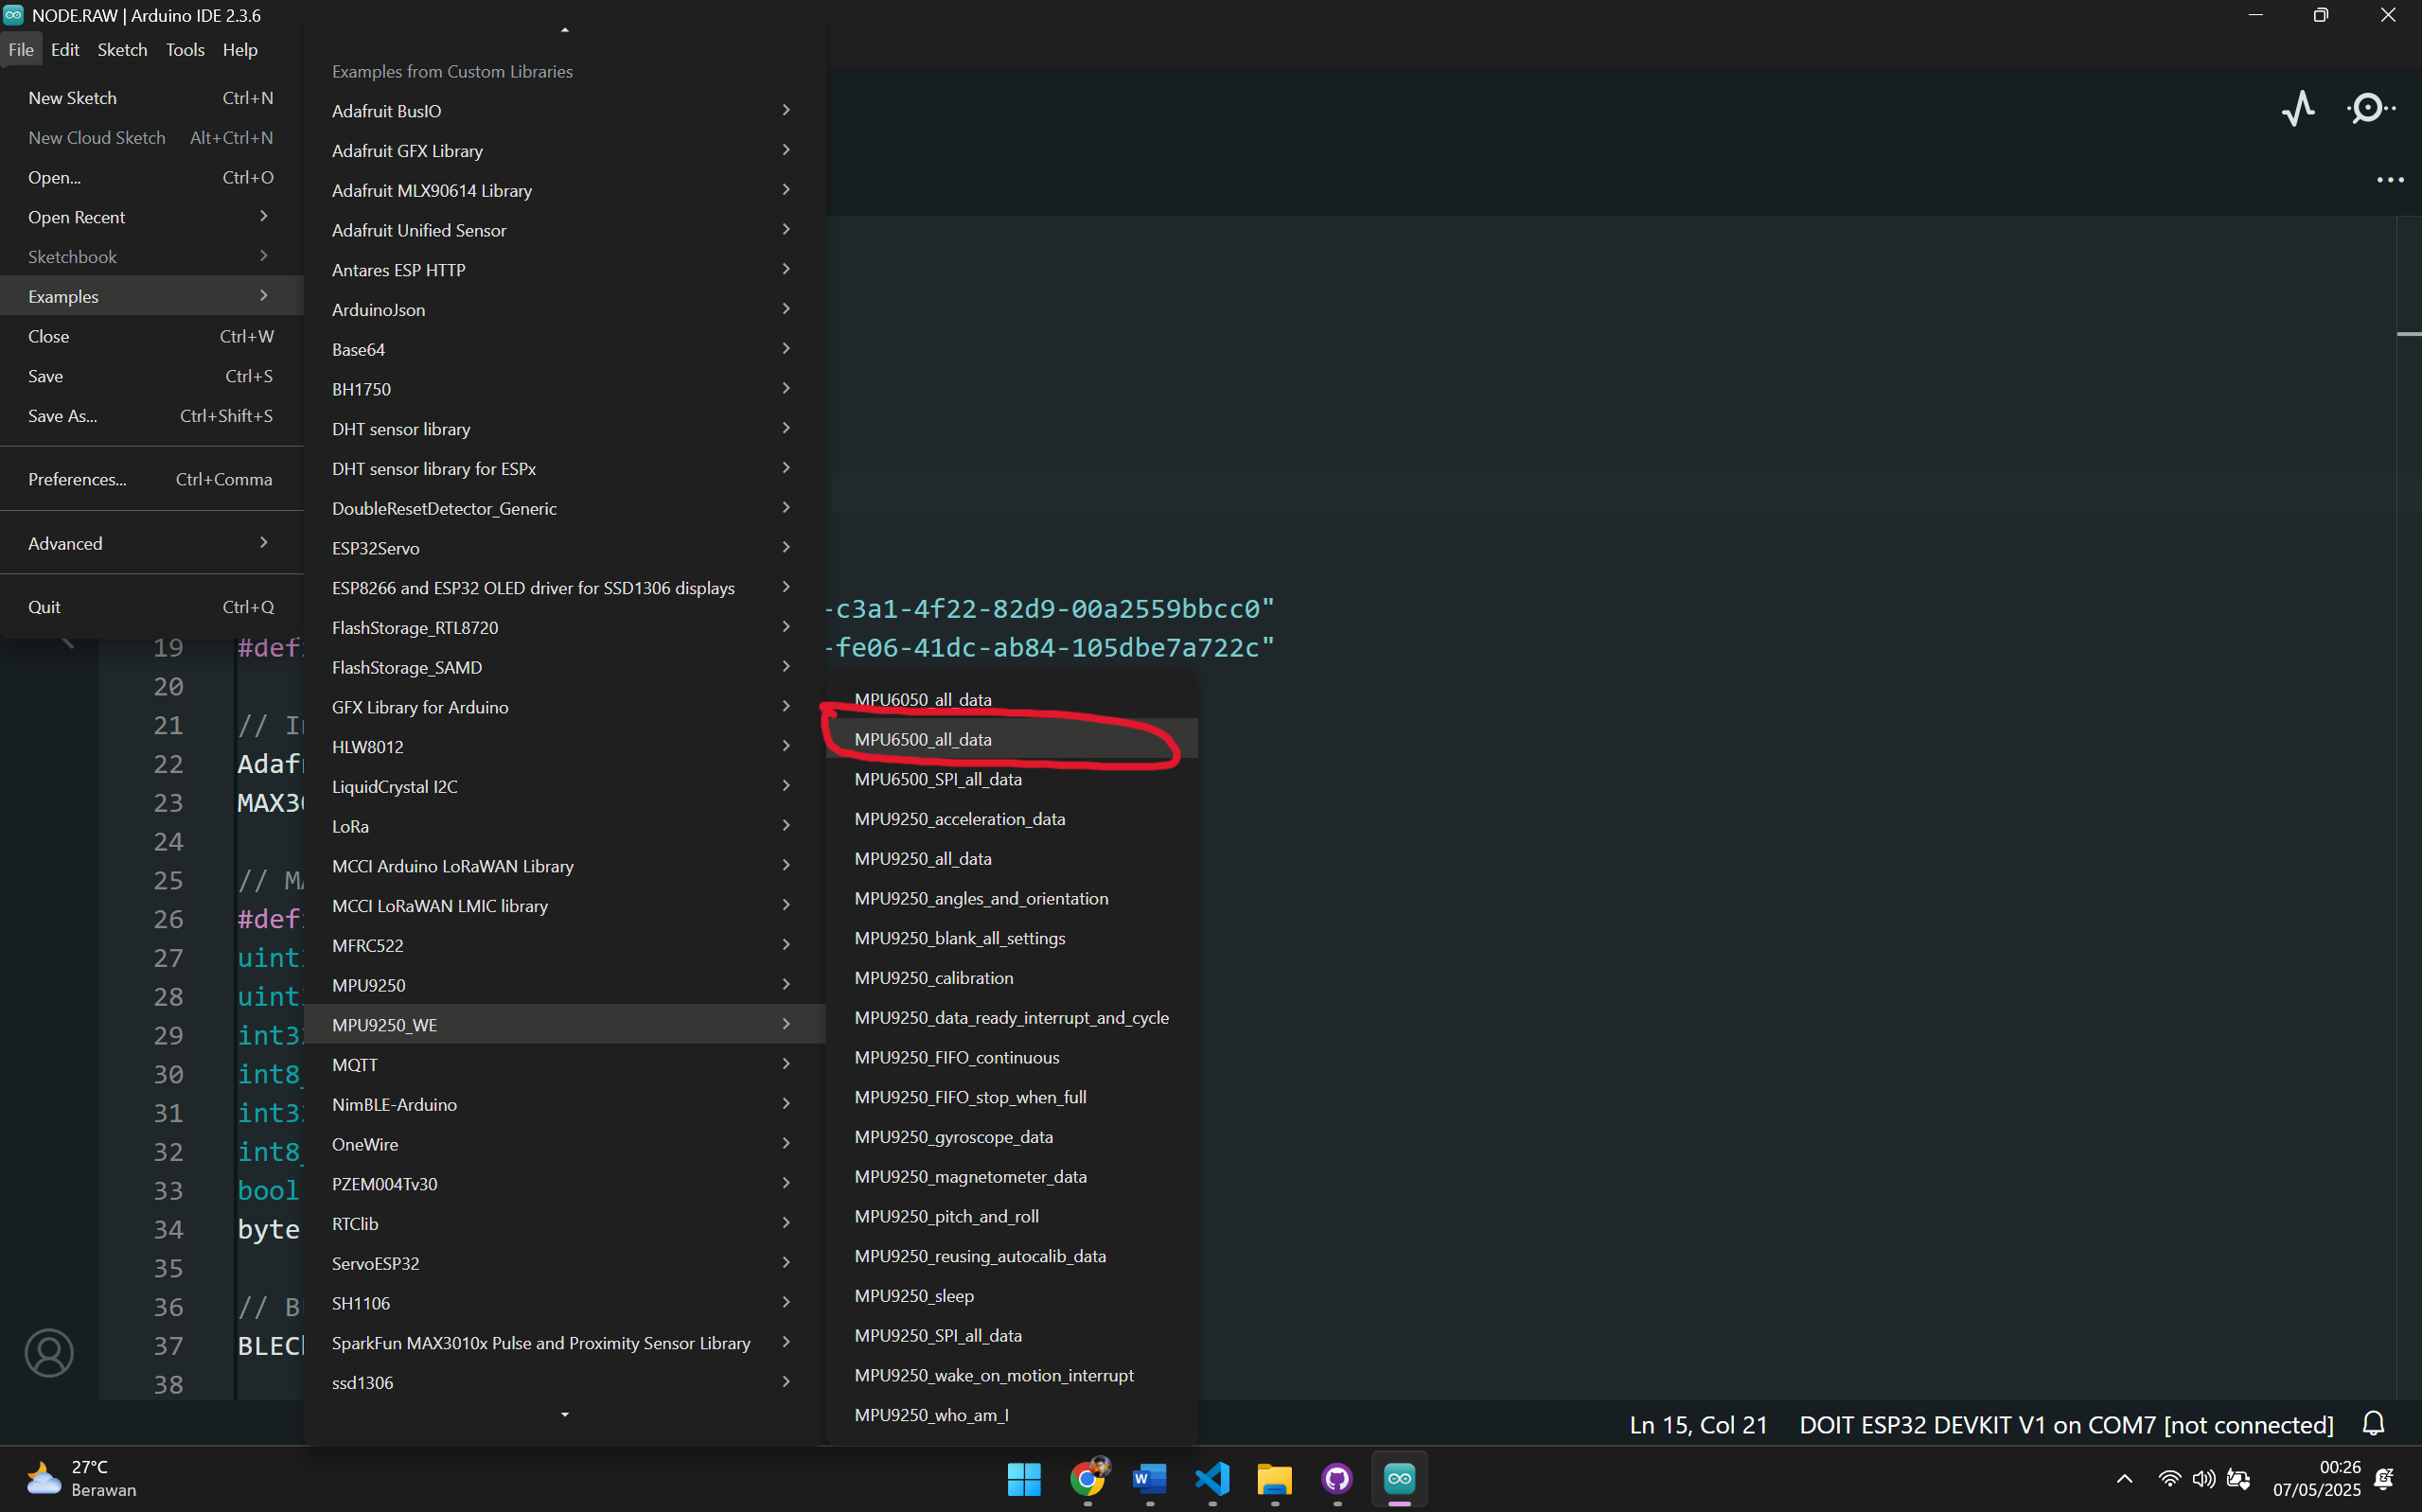 NODE.RAW | Arduino IDE 2.3.6
File Edit Sketch Tools Help
New Sketch Ctrl+N
New Cloud Sketch Alt+Ctrl+N
Open... Ctrl+O
Open Recent
Sketchbook
Examples
Close Ctrl+W
Save Ctrl+S
Save As... Ctrl+Shift+S
Preferences... Ctrl+Comma
Advanced
Quit Ctrl+Q
Examples from Custom Libraries
Adafruit BusIO
Adafruit GFX Library
Adafruit MLX90614 Library
Adafruit Unified Sensor
Antares ESP HTTP
ArduinoJson
Base64
BH1750
DHT sensor library
DHT sensor library for ESPx
DoubleResetDetector_Generic
ESP32Servo
ESP8266 and ESP32 OLED driver for SSD1306 displays
FlashStorage_RTL8720
FlashStorage_SAMD
GFX Library for Arduino
HLW8012
LiquidCrystal I2C
LoRa
MCCI Arduino LoRaWAN Library
MCCI LoRaWAN LMIC library
MFRC522
MPU9250
MPU9250_WE
MQTT
NimBLE-Arduino
OneWire
PZEM004Tv30
RTClib
ServoESP32
SH1106
SparkFun MAX3010x Pulse and Proximity Sensor Library
ssd1306
MPU6050_all_data
MPU6500_all_data
MPU6500_SPI_all_data
MPU9250_acceleration_data
MPU9250_all_data
MPU9250_angles_and_orientation
MPU9250_blank_all_settings
MPU9250_calibration
MPU9250_data_ready_interrupt_and_cycle
MPU9250_FIFO_continuous
MPU9250_FIFO_stop_when_full
MPU9250_gyroscope_data
MPU9250_magnetometer_data
MPU9250_pitch_and_roll
MPU9250_reusing_autocalib_data
MPU9250_sleep
MPU9250_SPI_all_data
MPU9250_wake_on_motion_interrupt
MPU9250_who_am_I
-c3a1-4f22-82d9-00a2559bbcc0"
19 #defi -fe06-41dc-ab84-105dbe7a722c"
20
21 // I
22 Adaf
23 MAX3
24
25 // M
26 #defi
27 uint
28 uint
29 int3
30 int8_
31 int3
32 int8_
33 bool
34 byte
35
36 // B
37 BLEC
38
Ln 15, Col 21 DOIT ESP32 DEVKIT V1 on COM7 [not connected]
27°C
Berawan
00:26
07/05/2025